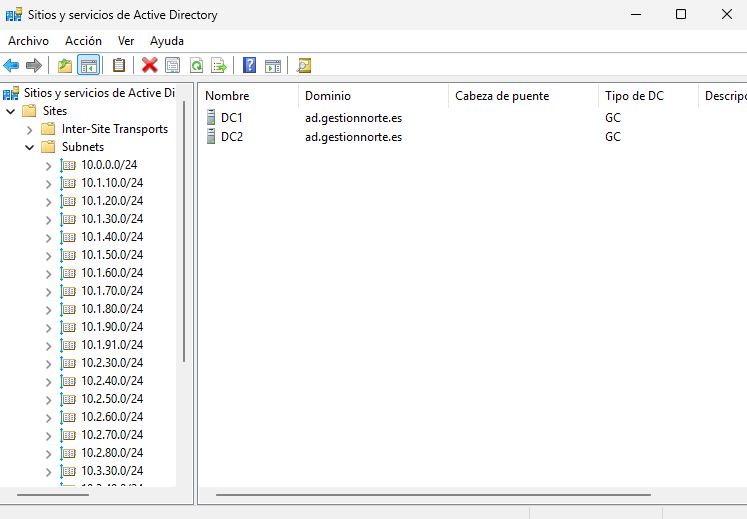 Sitios y servicios de Active Directory
Archivo Acción Ver Ayuda
Sitios y servicios de Active Di
Sites
Inter-Site Transports
Subnets
10.0.0.0/24
10.1.10.0/24
10.1.20.0/24
10.1.30.0/24
10.1.40.0/24
10.1.50.0/24
10.1.60.0/24
10.1.70.0/24
10.1.80.0/24
10.1.90.0/24
10.1.91.0/24
10.2.30.0/24
10.2.40.0/24
10.2.50.0/24
10.2.60.0/24
10.2.70.0/24
10.2.80.0/24
10.3.30.0/24
Nombre Dominio Cabeza de puente Tipo de DC Descripc
DC1 ad.gestionnorte.es GC
DC2 ad.gestionnorte.es GC